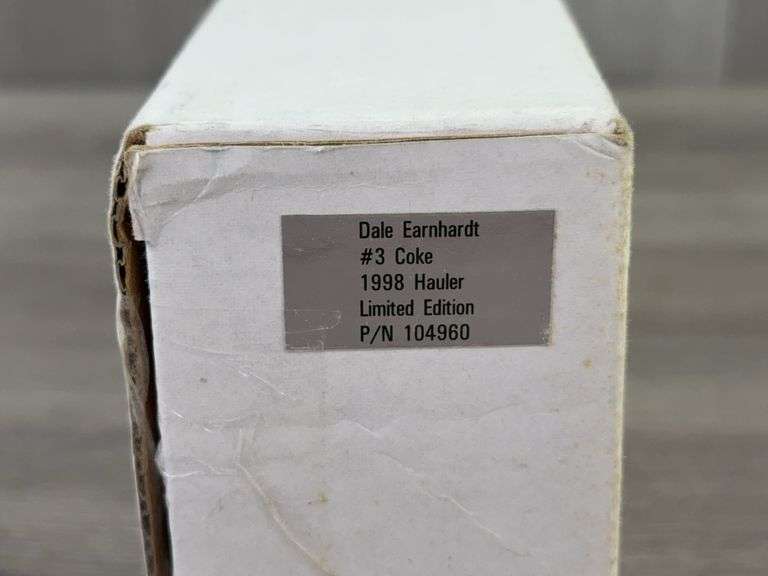 Dale Earnhardt
#3 Coke
1998 Hauler
Limited Edition
P/N 104960